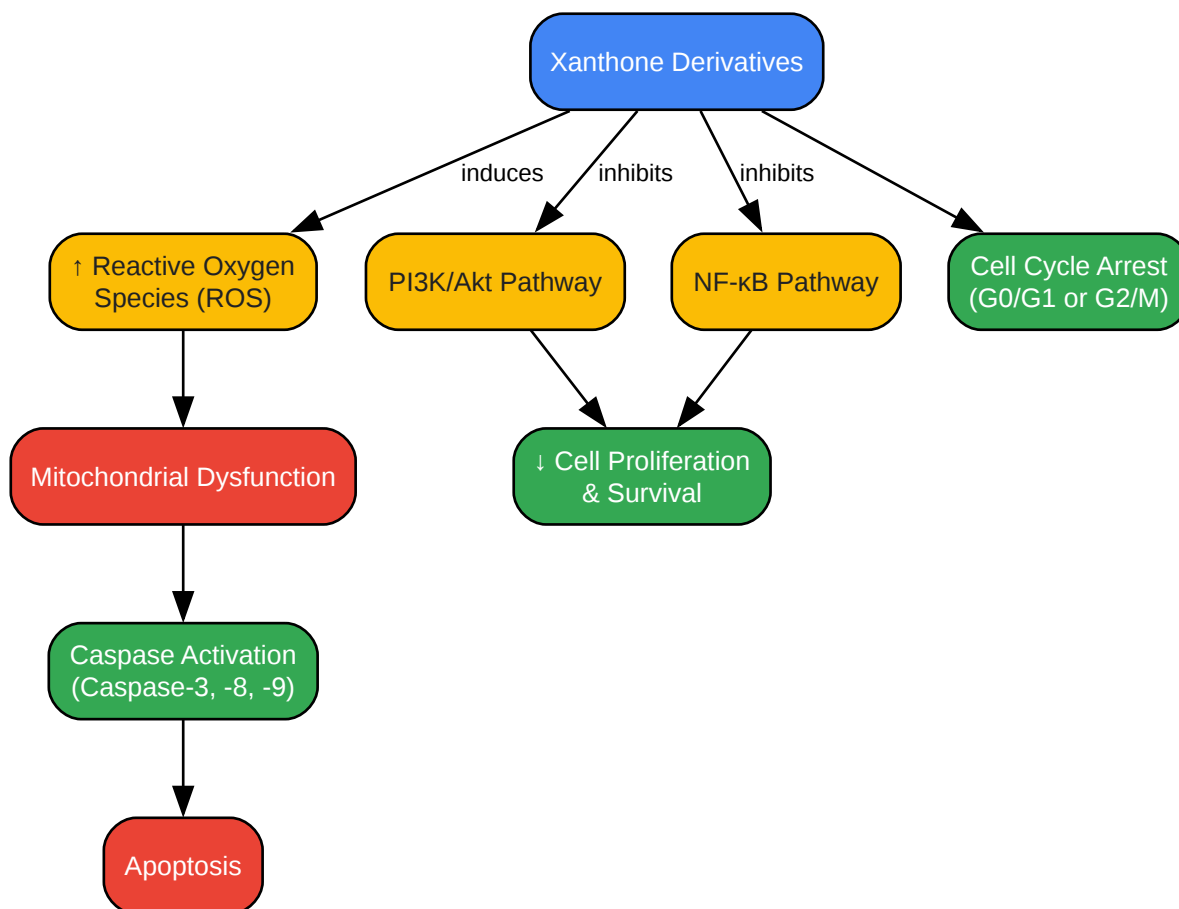 Xanthone Derivatives
induces
inhibits
inhibits
↑ Reactive Oxygen
Species (ROS)
PI3K/Akt Pathway
NF-κB Pathway
Cell Cycle Arrest
(G0/G1 or G2/M)
Mitochondrial Dysfunction
↓ Cell Proliferation
& Survival
Caspase Activation
(Caspase-3, -8, -9)
Apoptosis